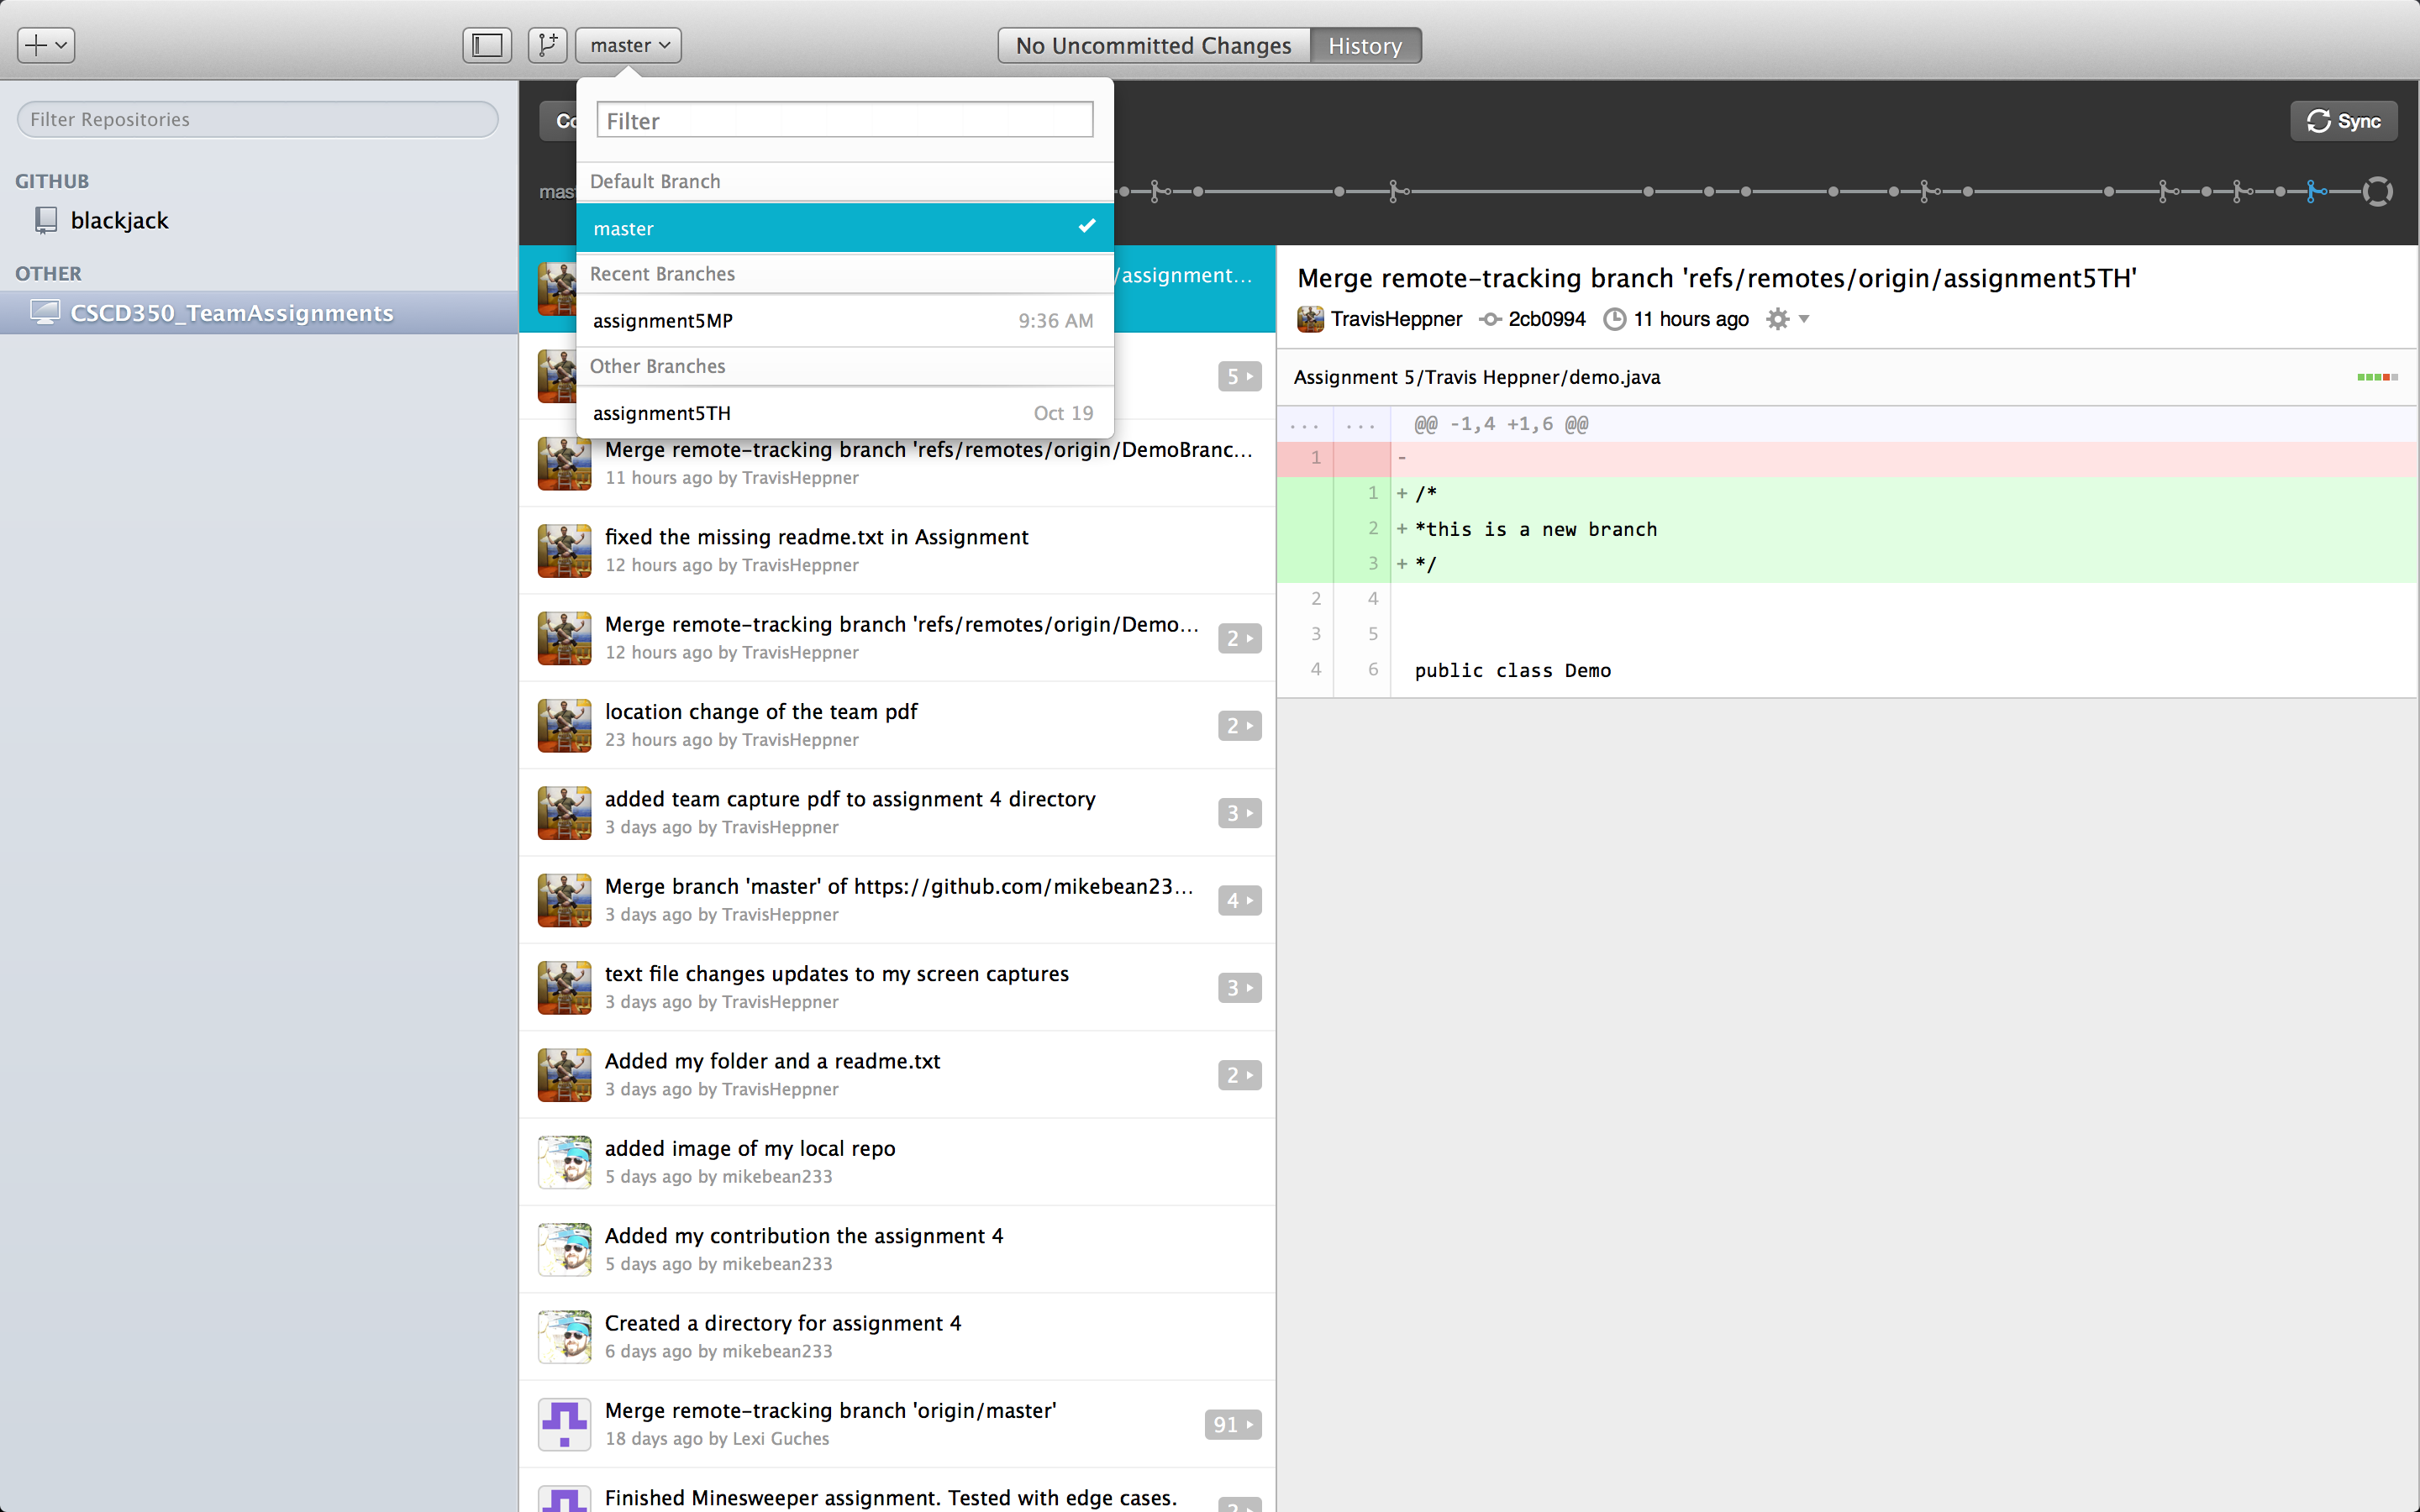 master
No Uncommitted Changes
History
Filter Repositories
GITHUB
blackjack
OTHER
CSCD350_TeamAssignments
Filter
Default Branch
master
Recent Branches
assignment5MP 9:36 AM
Other Branches
assignment5TH Oct 19
Sync
/assignment...
5
Merge remote-tracking branch 'refs/remotes/origin/DemoBranc...
11 hours ago by TravisHeppner
fixed the missing readme.txt in Assignment
12 hours ago by TravisHeppner
Merge remote-tracking branch 'refs/remotes/origin/Demo...
12 hours ago by TravisHeppner
2
location change of the team pdf
23 hours ago by TravisHeppner
2
added team capture pdf to assignment 4 directory
3 days ago by TravisHeppner
3
Merge branch 'master' of https://github.com/mikebean23...
3 days ago by TravisHeppner
4
text file changes updates to my screen captures
3 days ago by TravisHeppner
3
Added my folder and a readme.txt
3 days ago by TravisHeppner
2
added image of my local repo
5 days ago by mikebean233
Added my contribution the assignment 4
5 days ago by mikebean233
Created a directory for assignment 4
6 days ago by mikebean233
Merge remote-tracking branch 'origin/master'
18 days ago by Lexi Guches
91
Finished Minesweeper assignment. Tested with edge cases.
Merge remote-tracking branch 'refs/remotes/origin/assignment5TH'
TravisHeppner 2cb0994 11 hours ago
Assignment 5/Travis Heppner/demo.java
... ... @@ -1,4 +1,6 @@
1 -
1 + /*
2 + *this is a new branch
3 + */
2 4
3 5
4 6 public class Demo